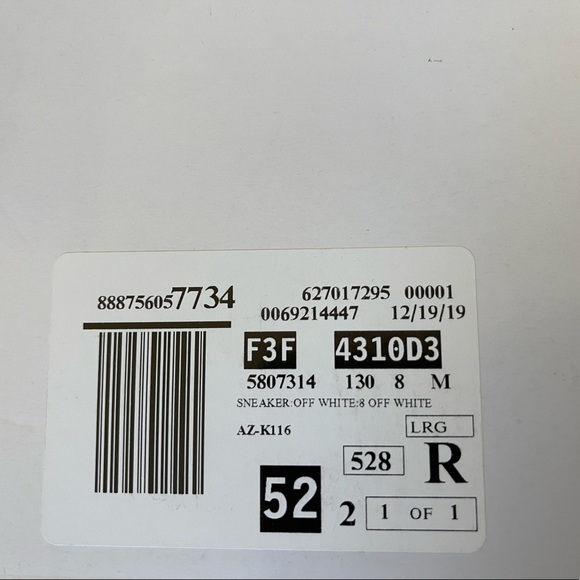 888756057734
627017295 00001
0069214447 12/19/19
F3F 4310D3
5807314 130 8 M
SNEAKER:OFF WHITE:8 OFF WHITE
AZ-K116
LRG
528 R
52
2 1 OF 1